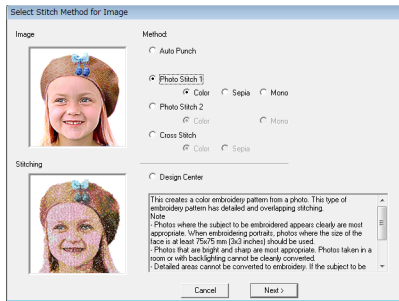 Select Stitch Method for Image
Image
Method:
Auto Punch
Photo Stitch 1
Color Sepia Mono
Photo Stitch 2
Color Mono
Cross Stitch
Color Sepia
Stitching
Design Center
This creates a color embroidery pattern from a photo. This type of
embroidery pattern has detailed and overlapping stitching.
Note
- Photos where the subject to be embroidered appears clearly are most
appropriate. When embroidering portraits, photos where the size of the
face is at least 75x75 mm (3x3 inches) should be used.
- Photos that are bright and sharp are most appropriate. Photos taken in a
room or with backlighting cannot be cleanly converted.
- Detailed areas cannot be converted to embroidery. If the subject to be
Cancel
Next >